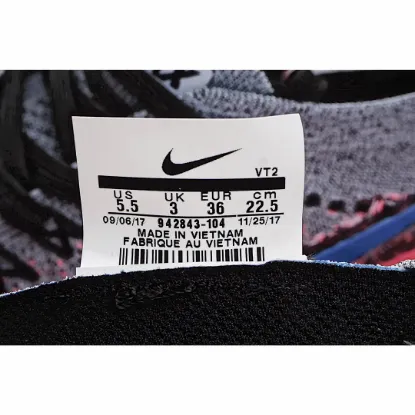 VT2
US UK EUR cm
5.5 3 36 22.5
09/06/17 942843-104 11/25/17
MADE IN VIETNAM
FABRIQUE AU VIETNAM